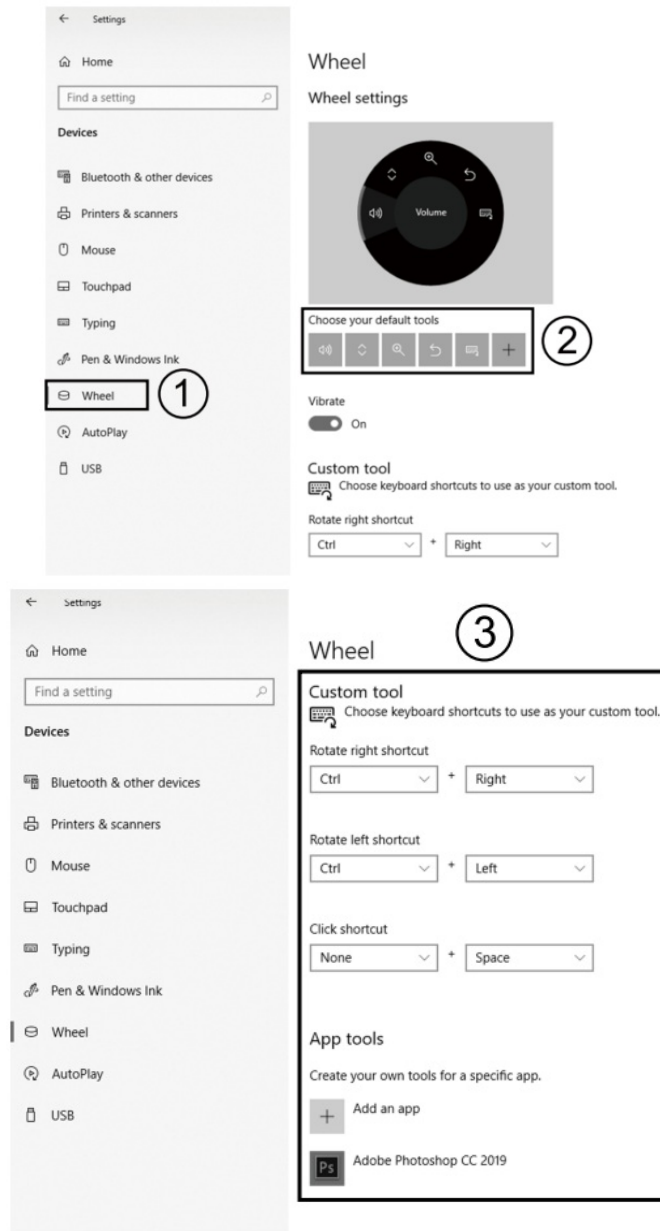 Settings
Home
Find a setting
Devices
Bluetooth & other devices
Printers & scanners
Mouse
Touchpad
Typing
Pen & Windows Ink
Wheel
1
AutoPlay
USB
Wheel
Wheel settings
Volume
Choose your default tools
2
Vibrate
On
Custom tool
Choose keyboard shortcuts to use as your custom tool.
Rotate right shortcut
Ctrl + Right
Settings
Home
Find a setting
Devices
Bluetooth & other devices
Printers & scanners
Mouse
Touchpad
Typing
Pen & Windows Ink
Wheel
AutoPlay
USB
3
Wheel
Custom tool
Choose keyboard shortcuts to use as your custom tool.
Rotate right shortcut
Ctrl + Right
Rotate left shortcut
Ctrl + Left
Click shortcut
None + Space
App tools
Create your own tools for a specific app.
+ Add an app
Ps Adobe Photoshop CC 2019